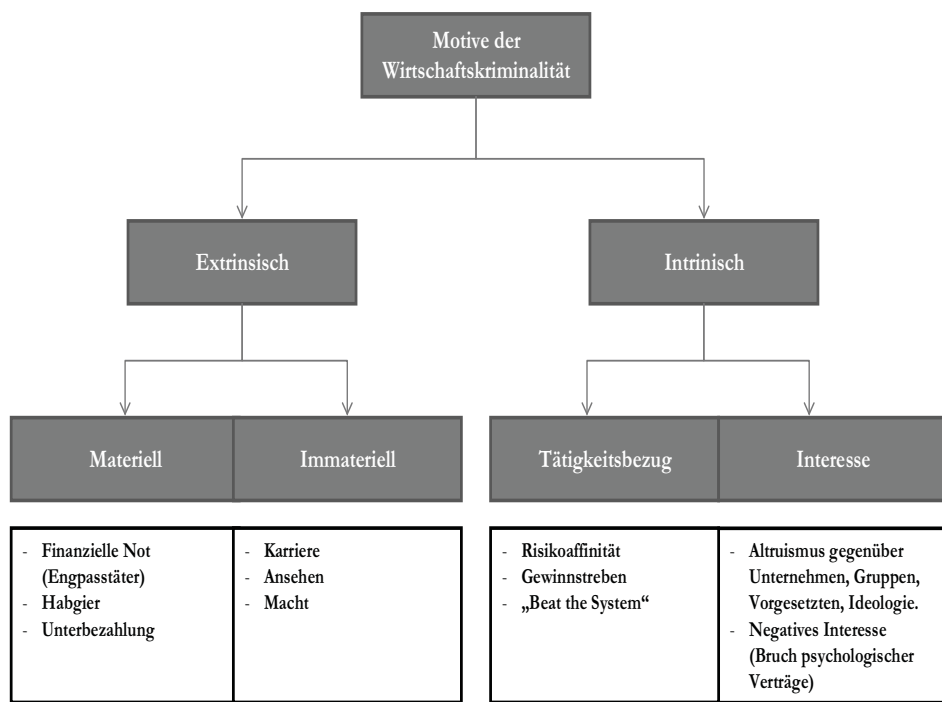 Motive der
Wirtschaftskriminalität
Extrinsisch
Intrinisch
Materiell
Immateriell
Tätigkeitsbezug
Interesse
- Finanzielle Not
(Engpasstäter)
- Habgier
- Unterbezahlung
- Karriere
- Ansehen
- Macht
- Risikoaffinität
- Gewinnstreben
- „Beat the System“
- Altruismus gegenüber
Unternehmen, Gruppen,
Vorgesetzten, Ideologie.
- Negatives Interesse
(Bruch psychologischer
Verträge)